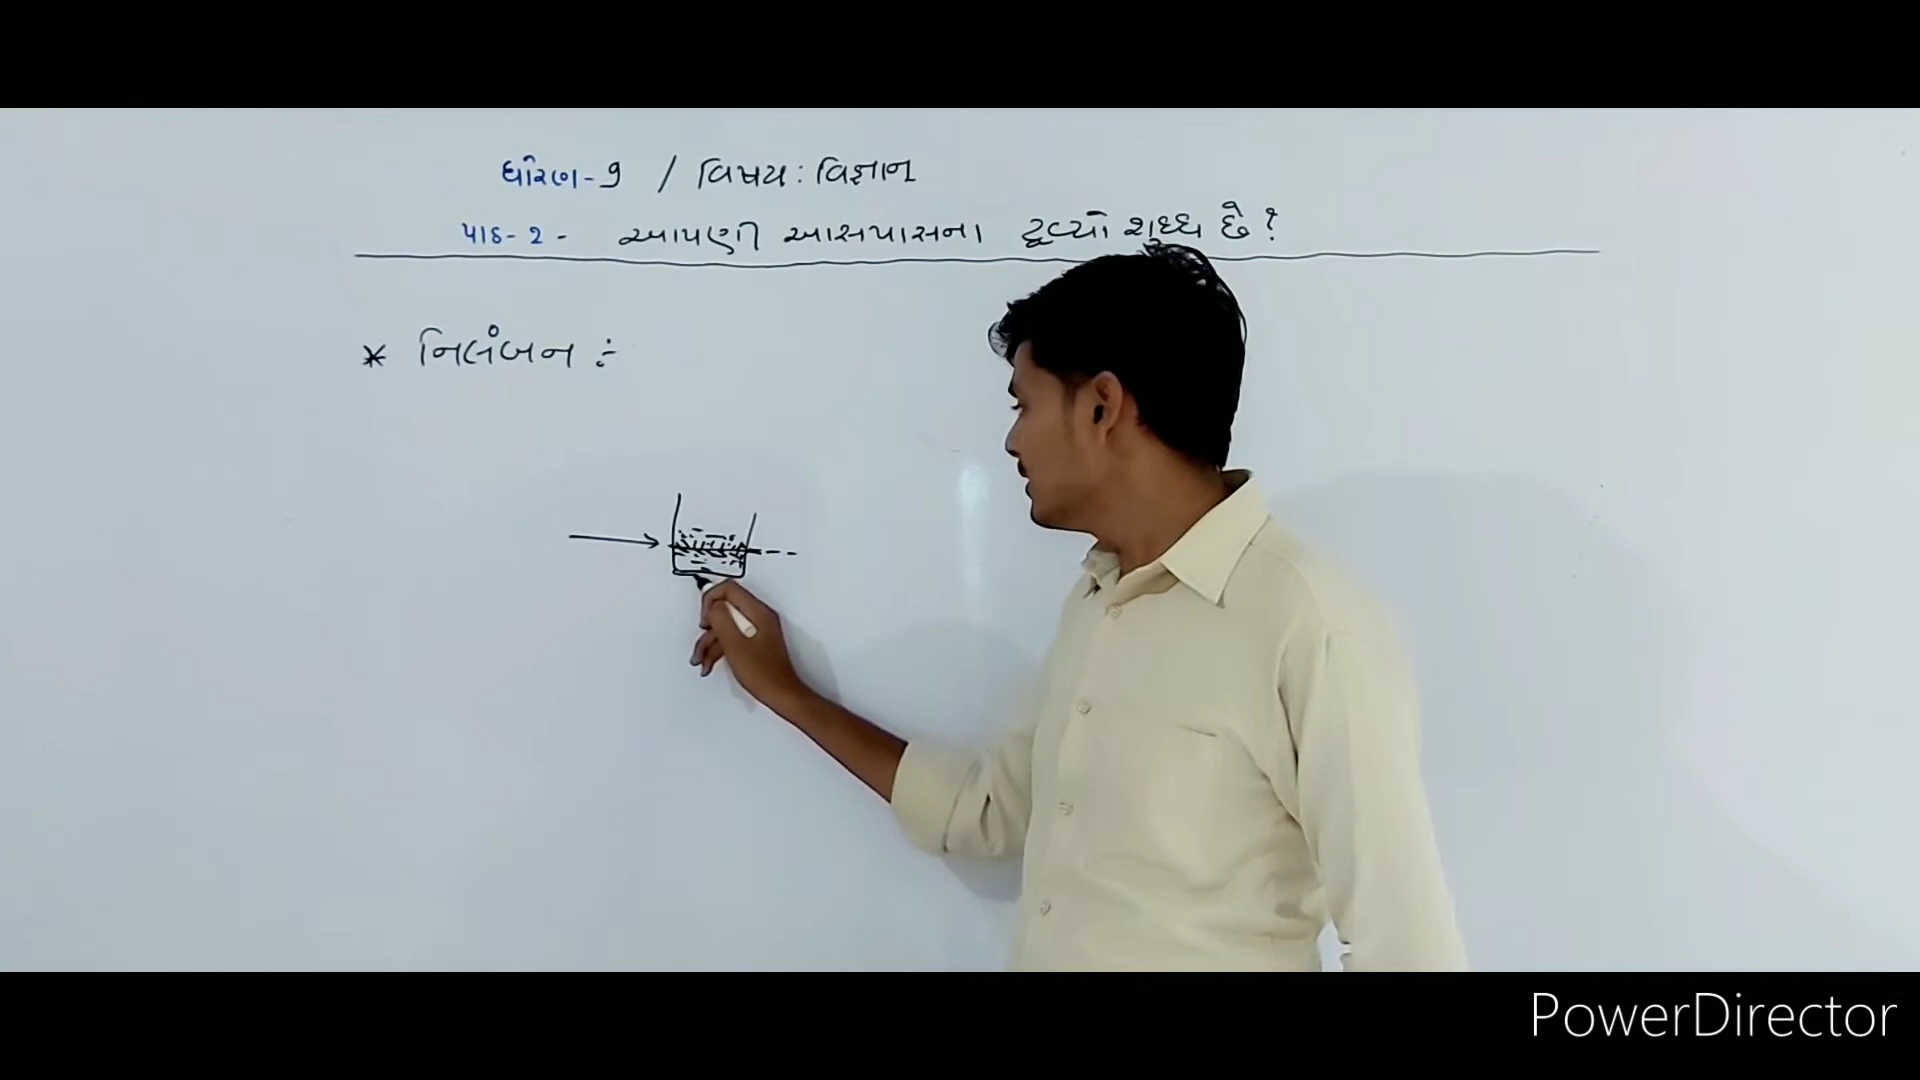 ધોરણ-9 / વિષય : વિજ્ઞાન
પાઠ-2 - આપણી આસપાસના દ્રવ્યો શુદ્ધ છે ?
* નિલંબન :-
PowerDirector